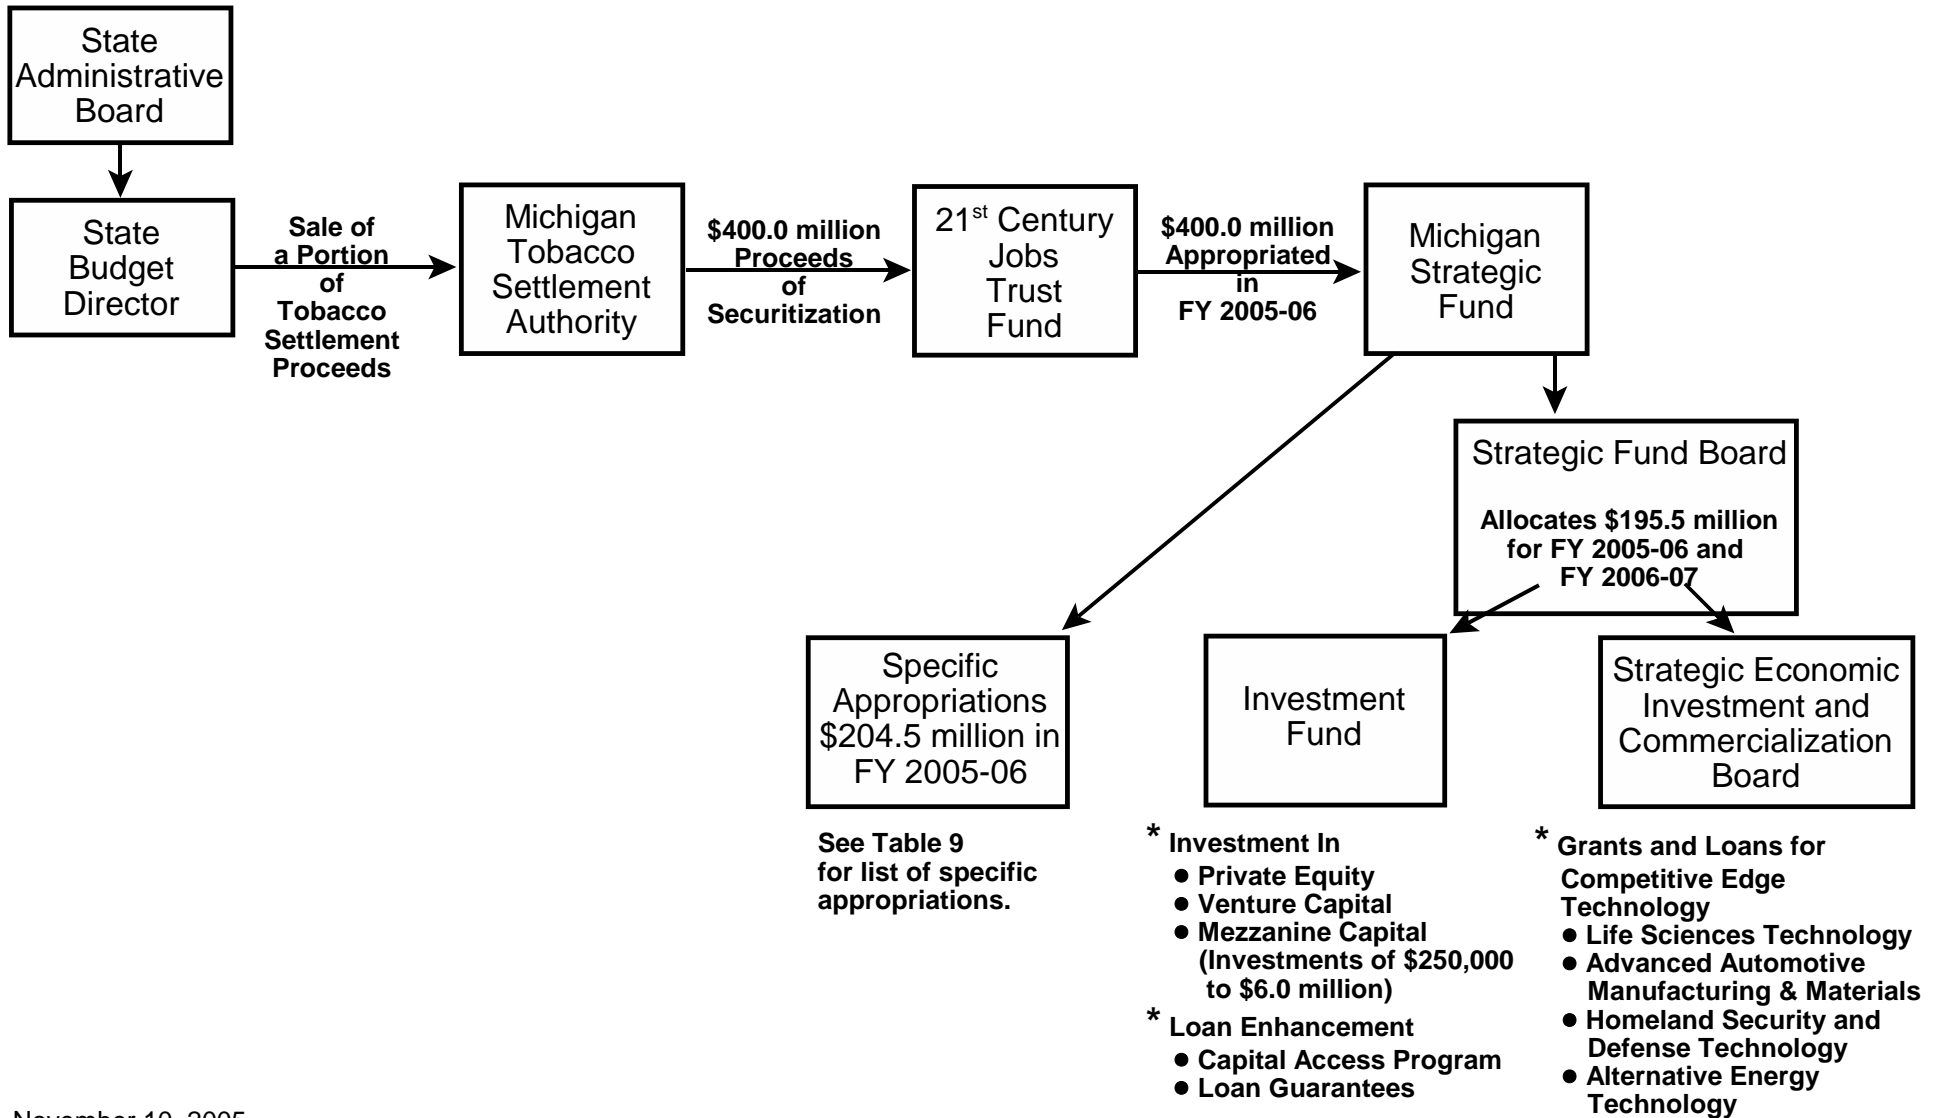 State
Administrative
Board
State
Budget
Director
Sale of
a Portion
of
Tobacco
Settlement
Proceeds
Michigan
Tobacco
Settlement
Authority
$400.0 million
Proceeds
of
Securitization
21st Century
Jobs
Trust
Fund
$400.0 million
Appropriated
in
FY 2005-06
Michigan
Strategic
Fund
Strategic Fund Board
Allocates $195.5 million
for FY 2005-06 and
FY 2006-07
Specific
Appropriations
$204.5 million in
FY 2005-06
See Table 9
for list of specific
appropriations.
Investment
Fund
* Investment In
● Private Equity
● Venture Capital
● Mezzanine Capital
(Investments of $250,000
to $6.0 million)
* Loan Enhancement
● Capital Access Program
● Loan Guarantees
Strategic Economic
Investment and
Commercialization
Board
* Grants and Loans for
Competitive Edge
Technology
● Life Sciences Technology
● Advanced Automotive
Manufacturing & Materials
● Homeland Security and
Defense Technology
● Alternative Energy
Technology
November 10, 2005